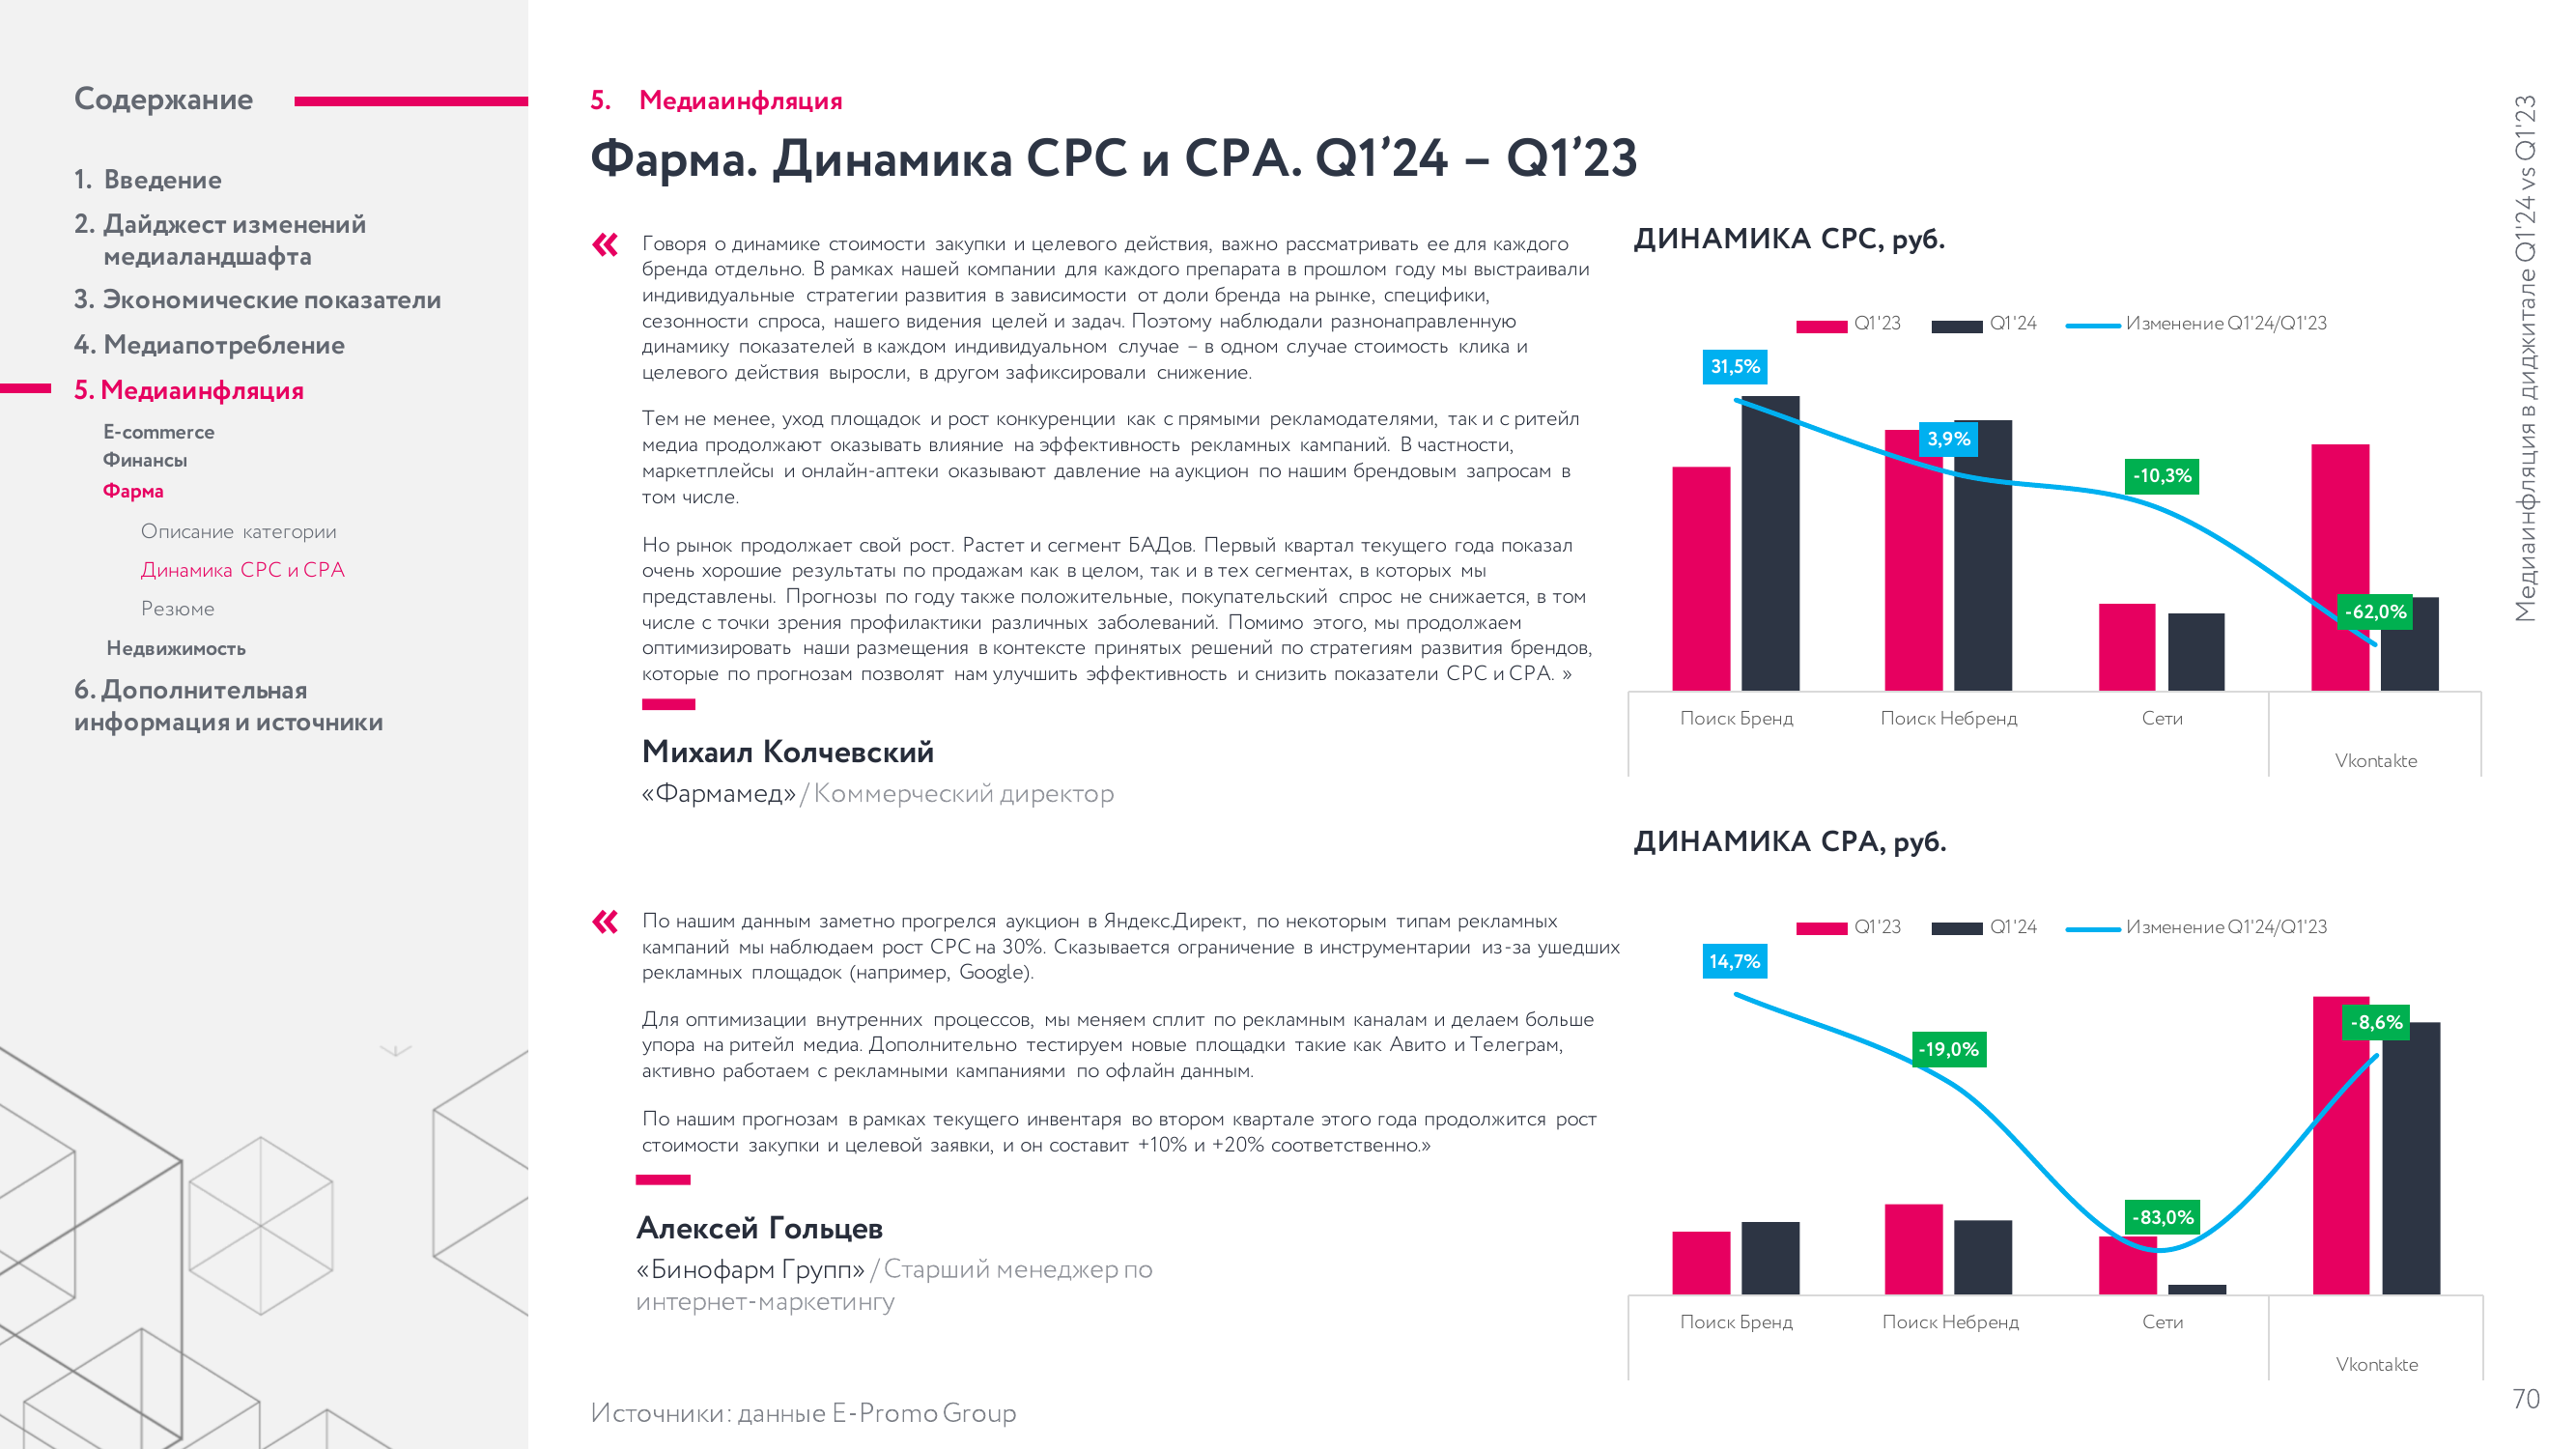 Содержание
1. Введение
2. Дайджест изменений
медиаландшафта
3. Экономические показатели
4. Медиапотребление
5. Медиаинфляция
E-commerce
Финансы
Фарма
Описание категории
Динамика CPC и CPA
Резюме
Недвижимость
6. Дополнительная
информация и источники
5. Медиаинфляция
Фарма. Динамика CPC и CPA. Q1’24 – Q1’23
«
Говоря о динамике стоимости закупки и целевого действия, важно рассматривать ее для каждого
бренда отдельно. В рамках нашей компании для каждого препарата в прошлом году мы выстраивали
индивидуальные стратегии развития в зависимости от доли бренда на рынке, специфики,
сезонности спроса, нашего видения целей и задач. Поэтому наблюдали разнонаправленную
динамику показателей в каждом индивидуальном случае – в одном случае стоимость клика и
целевого действия выросли, в другом зафиксировали снижение.
Тем не менее, уход площадок и рост конкуренции как с прямыми рекламодателями, так и с ритейл
медиа продолжают оказывать влияние на эффективность рекламных кампаний. В частности,
маркетплейсы и онлайн-аптеки оказывают давление на аукцион по нашим брендовым запросам в
том числе.
Но рынок продолжает свой рост. Растет и сегмент БАДов. Первый квартал текущего года показал
очень хорошие результаты по продажам как в целом, так и в тех сегментах, в которых мы
представлены. Прогнозы по году также положительные, покупательский спрос не снижается, в том
числе с точки зрения профилактики различных заболеваний. Помимо этого, мы продолжаем
оптимизировать наши размещения в контексте принятых решений по стратегиям развития брендов,
которые по прогнозам позволят нам улучшить эффективность и снизить показатели CPC и CPA. »
Михаил Колчевский
«Фармамед» / Коммерческий директор
«
По нашим данным заметно прогрелся аукцион в Яндекс.Директ, по некоторым типам рекламных
кампаний мы наблюдаем рост CPC на 30%. Сказывается ограничение в инструментарии из-за ушедших
рекламных площадок (например, Google).
Для оптимизации внутренних процессов, мы меняем сплит по рекламным каналам и делаем больше
упора на ритейл медиа. Дополнительно тестируем новые площадки такие как Авито и Телеграм,
активно работаем с рекламными кампаниями по офлайн данным.
По нашим прогнозам в рамках текущего инвентаря во втором квартале этого года продолжится рост
стоимости закупки и целевой заявки, и он составит +10% и +20% соответственно.»
Алексей Гольцев
«Бинофарм Групп» / Старший менеджер по
интернет-маркетингу
Источники: данные E-Promo Group
ДИНАМИКА CPC, руб.
Q1'23 Q1'24 Изменение Q1'24/Q1'23
31,5%
3,9%
-10,3%
-62,0%
Поиск Бренд Поиск Небренд Сети
Vkontakte
ДИНАМИКА CPA, руб.
Q1'23 Q1'24 Изменение Q1'24/Q1'23
14,7%
-19,0%
-83,0%
-8,6%
Поиск Бренд Поиск Небренд Сети
Vkontakte
Медиаинфляция в диджитале Q1'24 vs Q1'23
70